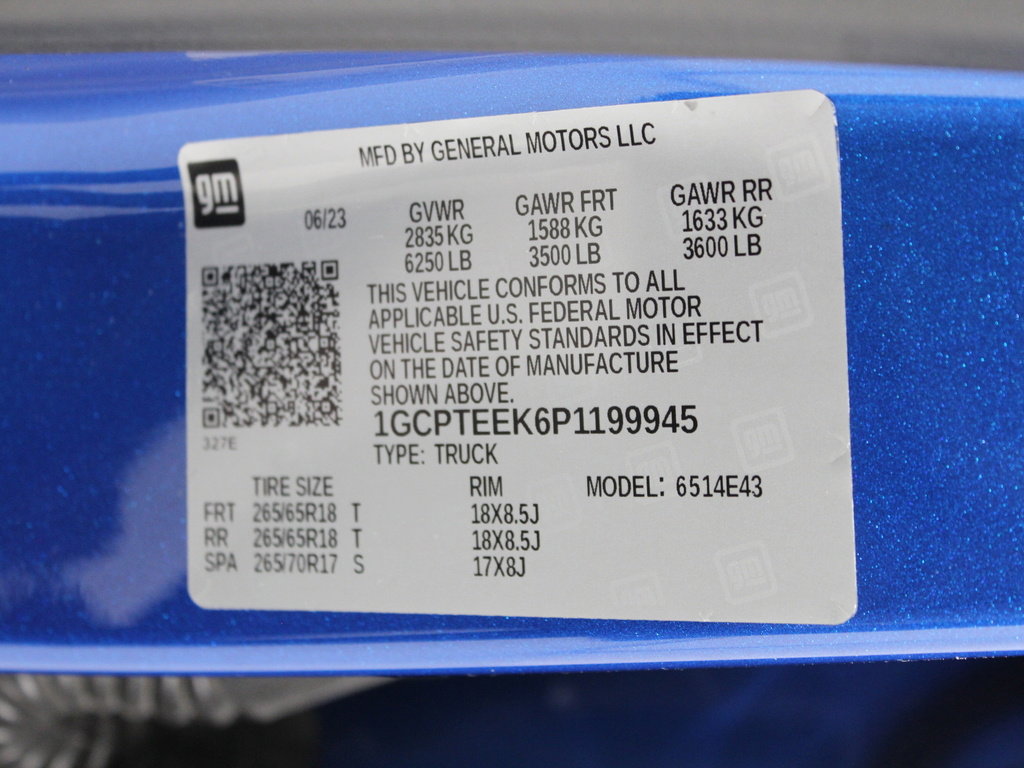 MFD BY GENERAL MOTORS LLC
gm
06/23
GVWR GAWR FRT GAWR RR
2835 KG 1588 KG 1633 KG
6250 LB 3500 LB 3600 LB
THIS VEHICLE CONFORMS TO ALL
APPLICABLE U.S. FEDERAL MOTOR
VEHICLE SAFETY STANDARDS IN EFFECT
ON THE DATE OF MANUFACTURE
SHOWN ABOVE.
1GCPTEEK6P1199945
327E
TYPE: TRUCK
TIRE SIZE RIM MODEL: 6514E43
FRT 265/65R18 T 18X8.5J
RR 265/65R18 T 18X8.5J
SPA 265/70R17 S 17X8J